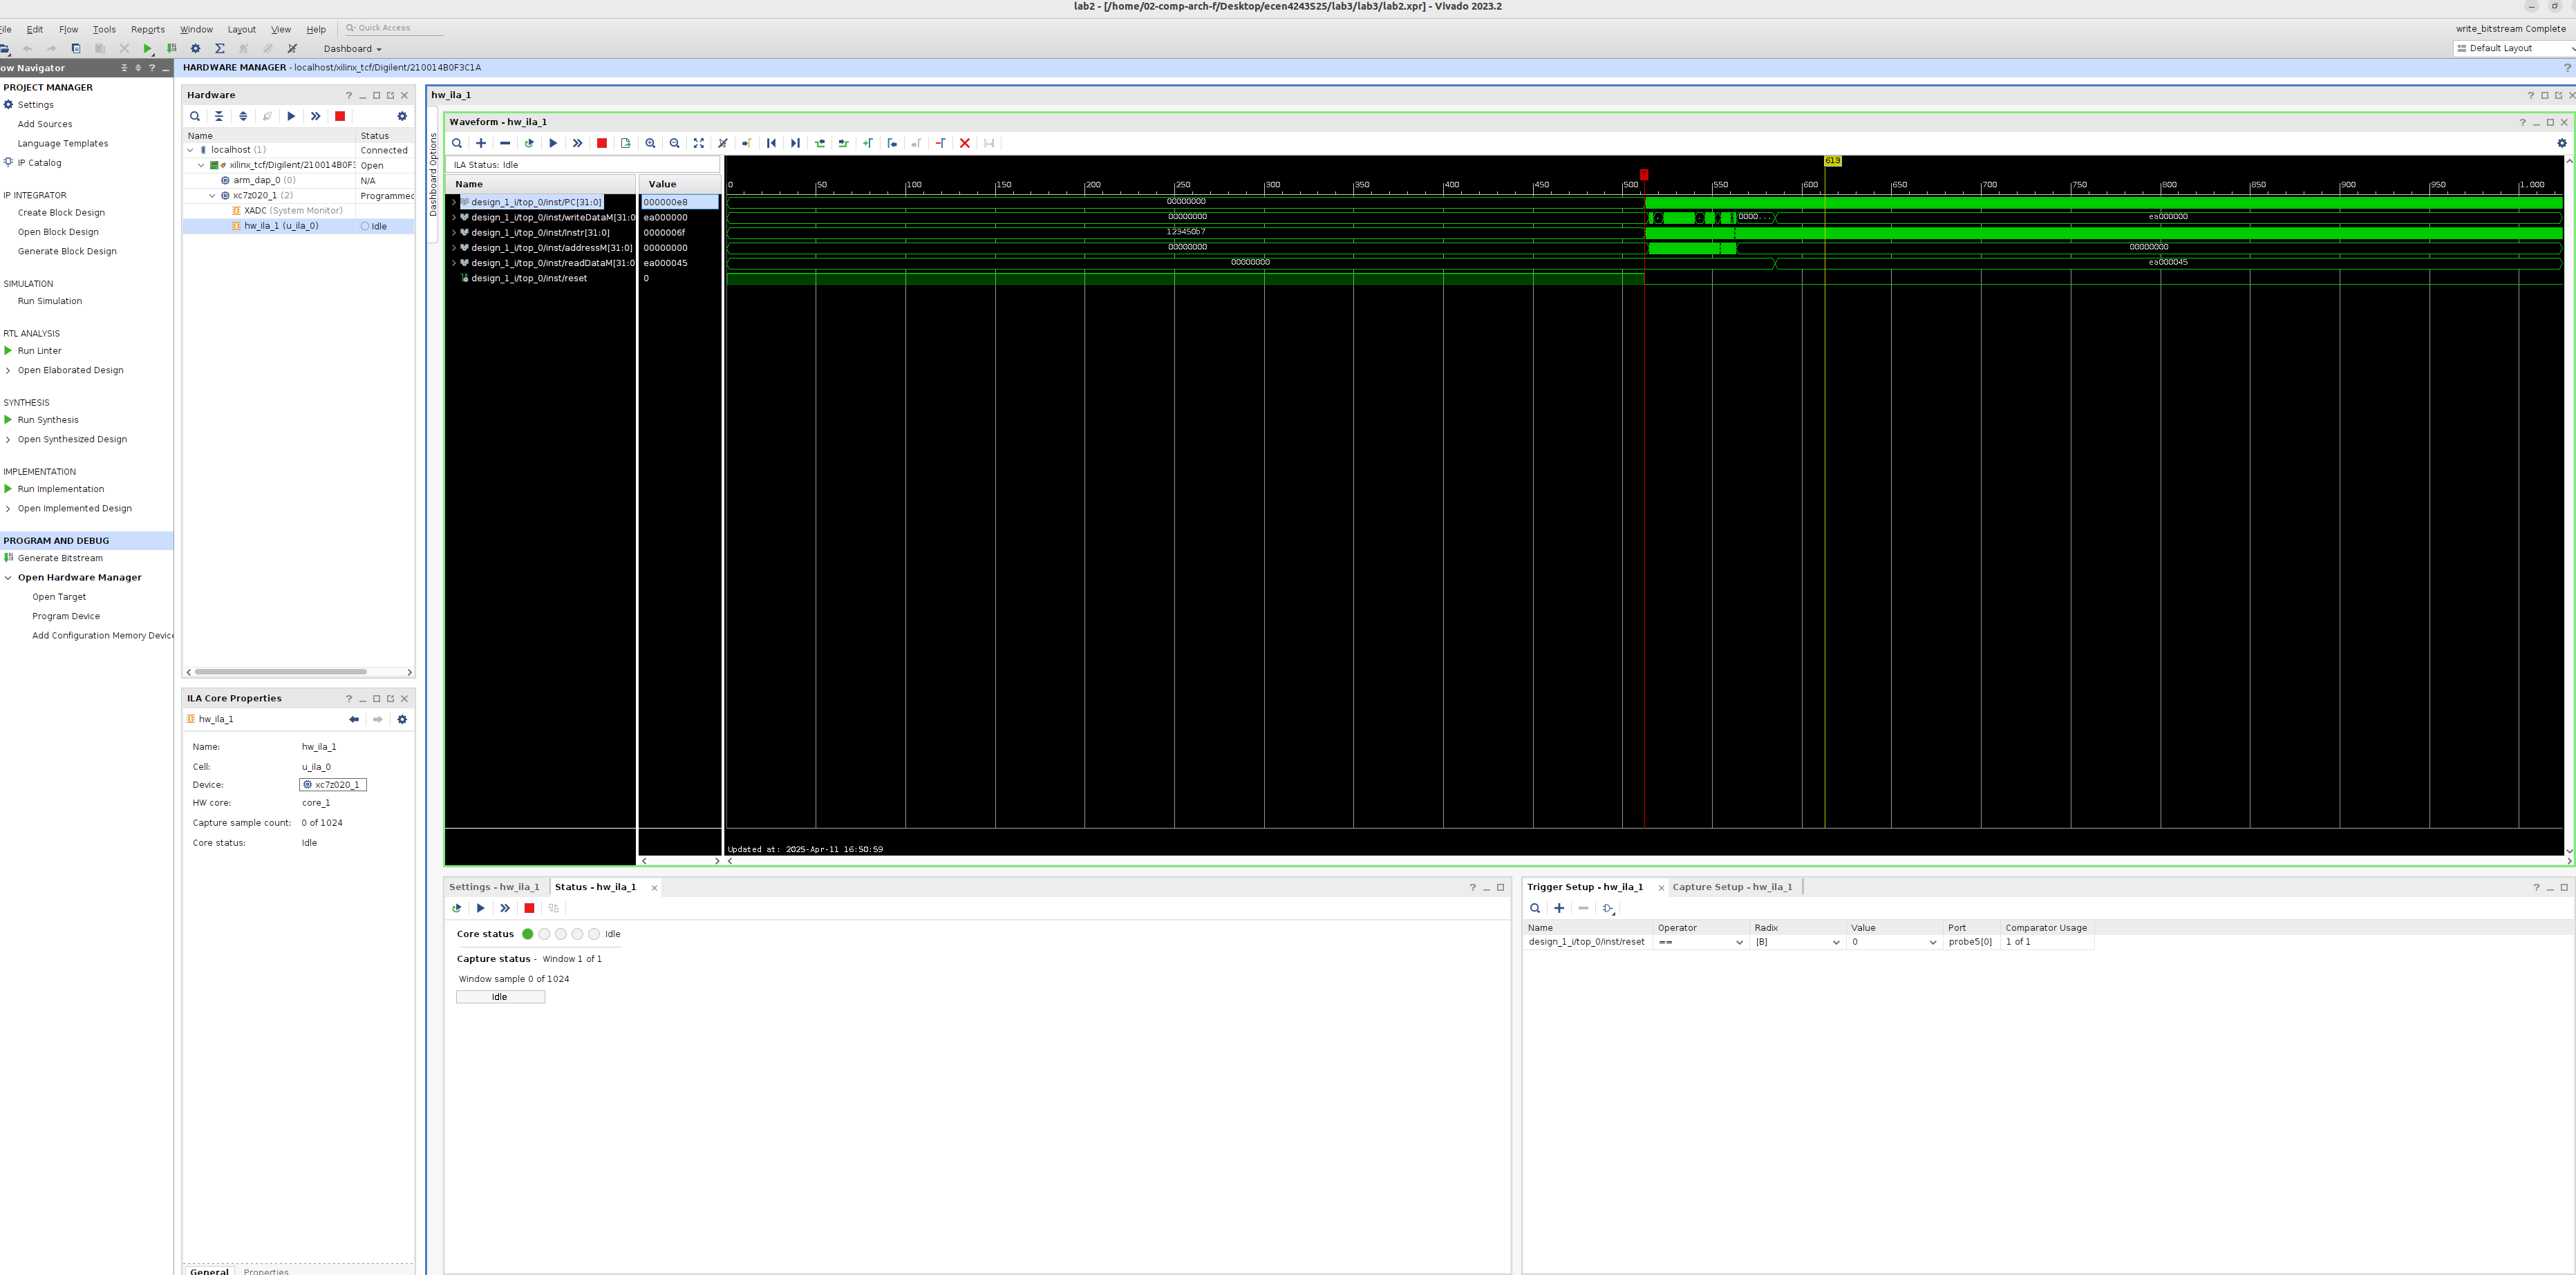 lab2 - [/home/02-comp-arch-f/Desktop/ecen4243S25/lab3/lab3/lab2.xpr] - Vivado 2023.2
ile Edit Flow Tools Reports Window Layout View Help Quick Access
write_bitstream Complete
Dashboard
Default Layout
ow Navigator
HARDWARE MANAGER - localhost/xilinx_tcf/Digilent/210014B0F3C1A
PROJECT MANAGER
Settings
Add Sources
Language Templates
IP Catalog
IP INTEGRATOR
Create Block Design
Open Block Design
Generate Block Design
SIMULATION
Run Simulation
RTL ANALYSIS
Run Linter
Open Elaborated Design
SYNTHESIS
Run Synthesis
Open Synthesized Design
IMPLEMENTATION
Run Implementation
Open Implemented Design
PROGRAM AND DEBUG
Generate Bitstream
Open Hardware Manager
Open Target
Program Device
Add Configuration Memory Device
Hardware
Name Status
localhost (1) Connected
xilinx_tcf/Digilent/210014B0F3 Open
arm_dap_0 (0) N/A
xc7z020_1 (2) Programmed
XADC (System Monitor)
hw_ila_1 (u_ila_0) Idle
ILA Core Properties
hw_ila_1
Name: hw_ila_1
Cell: u_ila_0
Device: xc7z020_1
HW core: core_1
Capture sample count: 0 of 1024
Core status: Idle
General Properties
hw_ila_1
Dashboard Options
Waveform - hw_ila_1
ILA Status: Idle
613
Name Value
0 50 100 150 200 250 300 350 400 450 500 550 600 650 700 750 800 850 900 950 1,000
design_1_i/top_0/inst/PC[31:0] 000000e8 00000000
design_1_i/top_0/inst/writeDataM[31:0 ea000000 00000000 0000... ea000000
design_1_i/top_0/inst/Instr[31:0] 0000006f 123450b7
design_1_i/top_0/inst/addressM[31:0] 00000000 00000000 00000000
design_1_i/top_0/inst/readDataM[31:0 ea000045 00000000 ea000045
design_1_i/top_0/inst/reset 0
Updated at: 2025-Apr-11 16:50:59
Settings - hw_ila_1 Status - hw_ila_1
Core status Idle
Capture status - Window 1 of 1
Window sample 0 of 1024
Idle
Trigger Setup - hw_ila_1 Capture Setup - hw_ila_1
Name Operator Radix Value Port Comparator Usage
design_1_i/top_0/inst/reset == [B] 0 probe5[0] 1 of 1